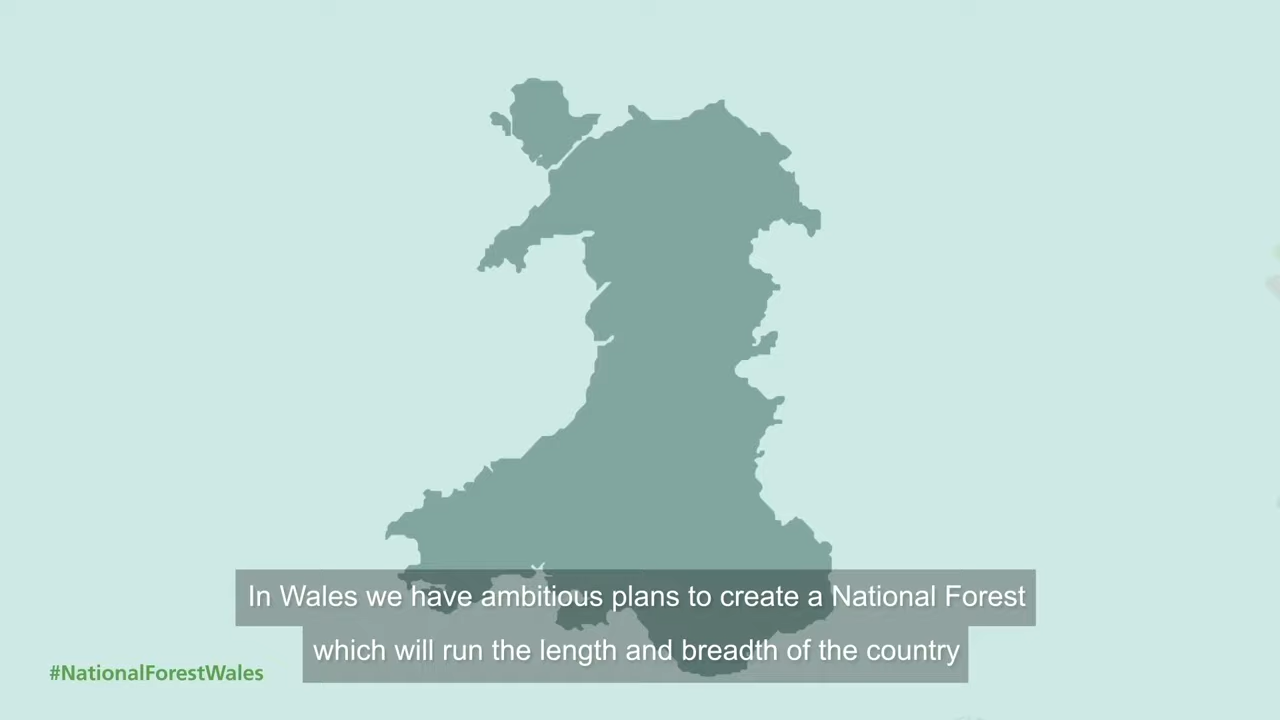 In Wales we have ambitious plans to create a National Forest
which will run the length and breadth of the country
#NationalForestWales